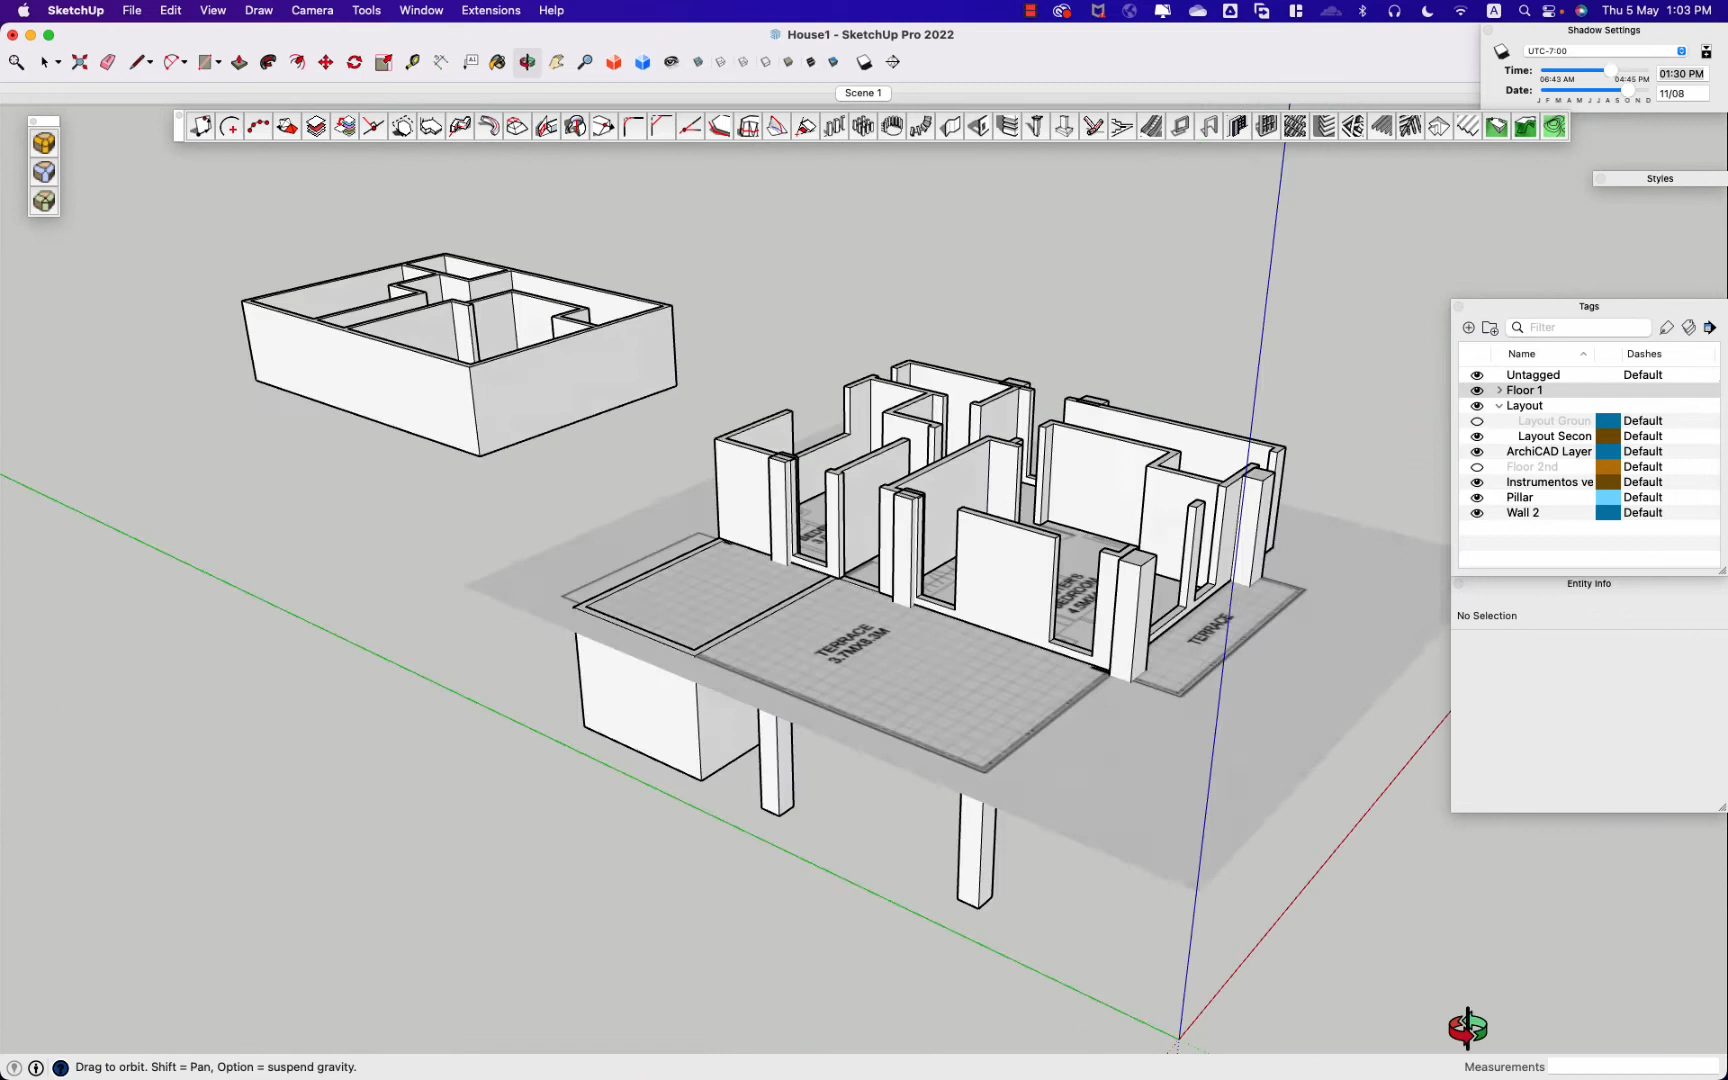 SketchUp File Edit View Draw Camera Tools Window Extensions Help
A Thu 5 May 1:03 PM
House1 - SketchUp Pro 2022
Scene 1
Shadow Settings
UTC-7:00
Time: 06:43 AM 04:45 PM 01:30 PM
Date: J F M A M J J A S O N D 11/08
Styles
Tags
Filter
Name Dashes
Untagged Default
Floor 1
Layout
Layout Groun Default
Layout Secon Default
ArchiCAD Layer Default
Floor 2nd Default
Instrumentos ve Default
Pillar Default
Wall 2 Default
Entity Info
No Selection
TERRACE
3.7MX8.3M
BEDROOM
4.5MX
TERRACE
Drag to orbit. Shift = Pan, Option = suspend gravity.
Measurements